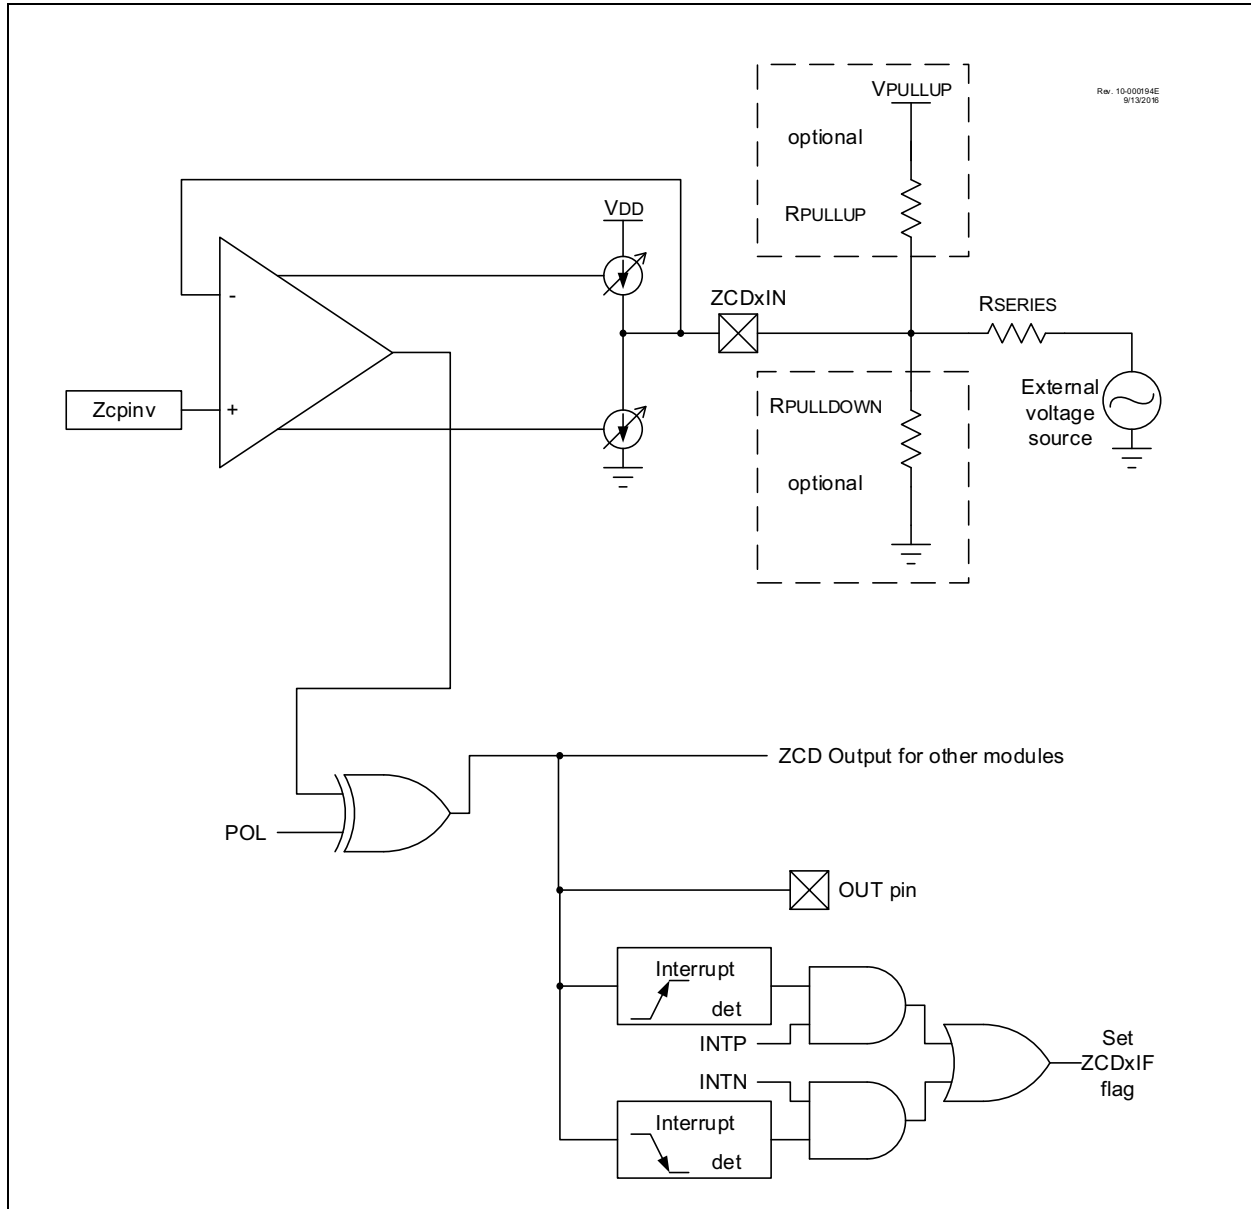 VPULLUP
Rev. 10-000194E
9/13/2016
optional
RPULLUP
VDD
ZCDxIN
RSERIES
-
Zcpinv
+
RPULLDOWN
External
voltage
source
optional
ZCD Output for other modules
POL
OUT pin
Interrupt
det
INTP
Set
ZCDxIF
flag
INTN
Interrupt
det